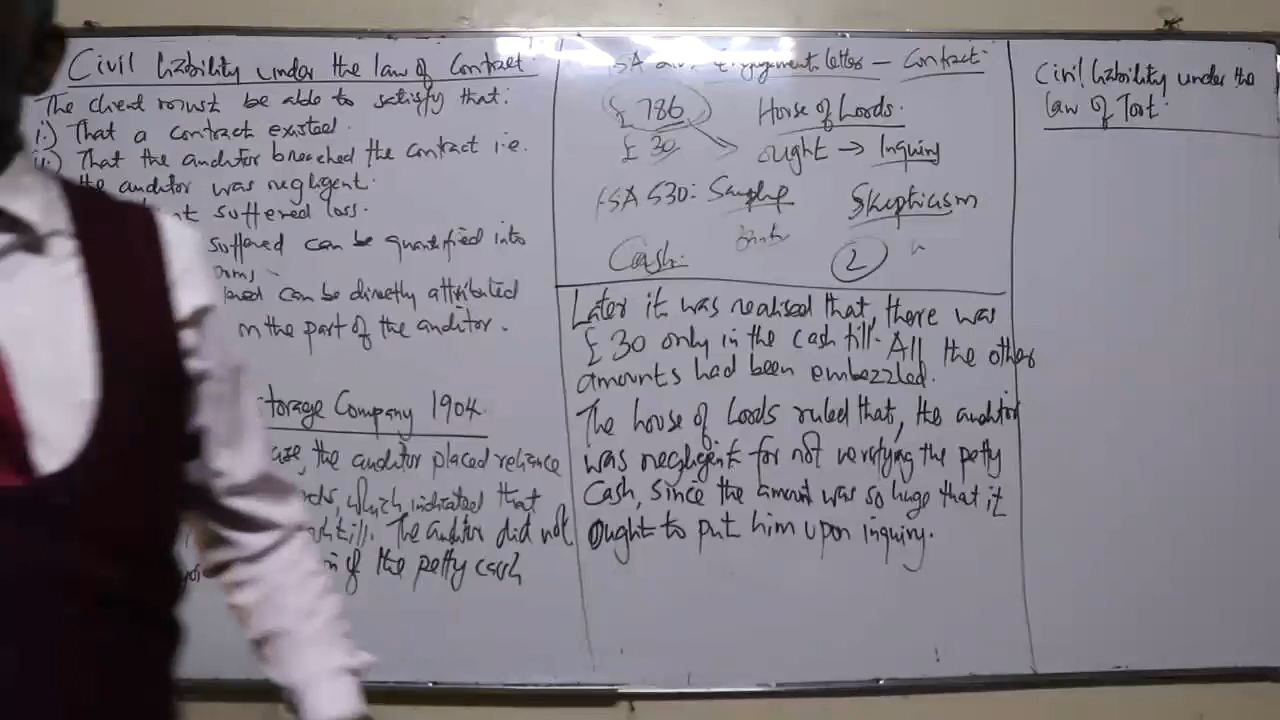 Civil liability under the law of Contract.
The client must be able to satisfy that:
i.) That a contract existed.
ii.) That the auditor breached the contract i.e.
the auditor was negligent.
suffered loss.
suffered can be quantified into
can be directly attributed
on the part of the auditor.
Storage Company 1904.
case, the auditor placed reliance
which indicated that
till. The auditor did not
of the petty cash
ISA Engagement letter – Contract
£ 786
House of Lords.
£ 30
ought → Inquiry
ISA 530: Sampling
Skepticism
Cash.
2
Later it was realised that, there was
£ 30 only in the cash till. All the other
amounts had been embezzled.
The house of Lords ruled that, the auditor
was negligent for not verifying the petty
Cash, since the amount was so huge that it
ought to put him upon inquiry.
Civil liability under the
law of Tort.